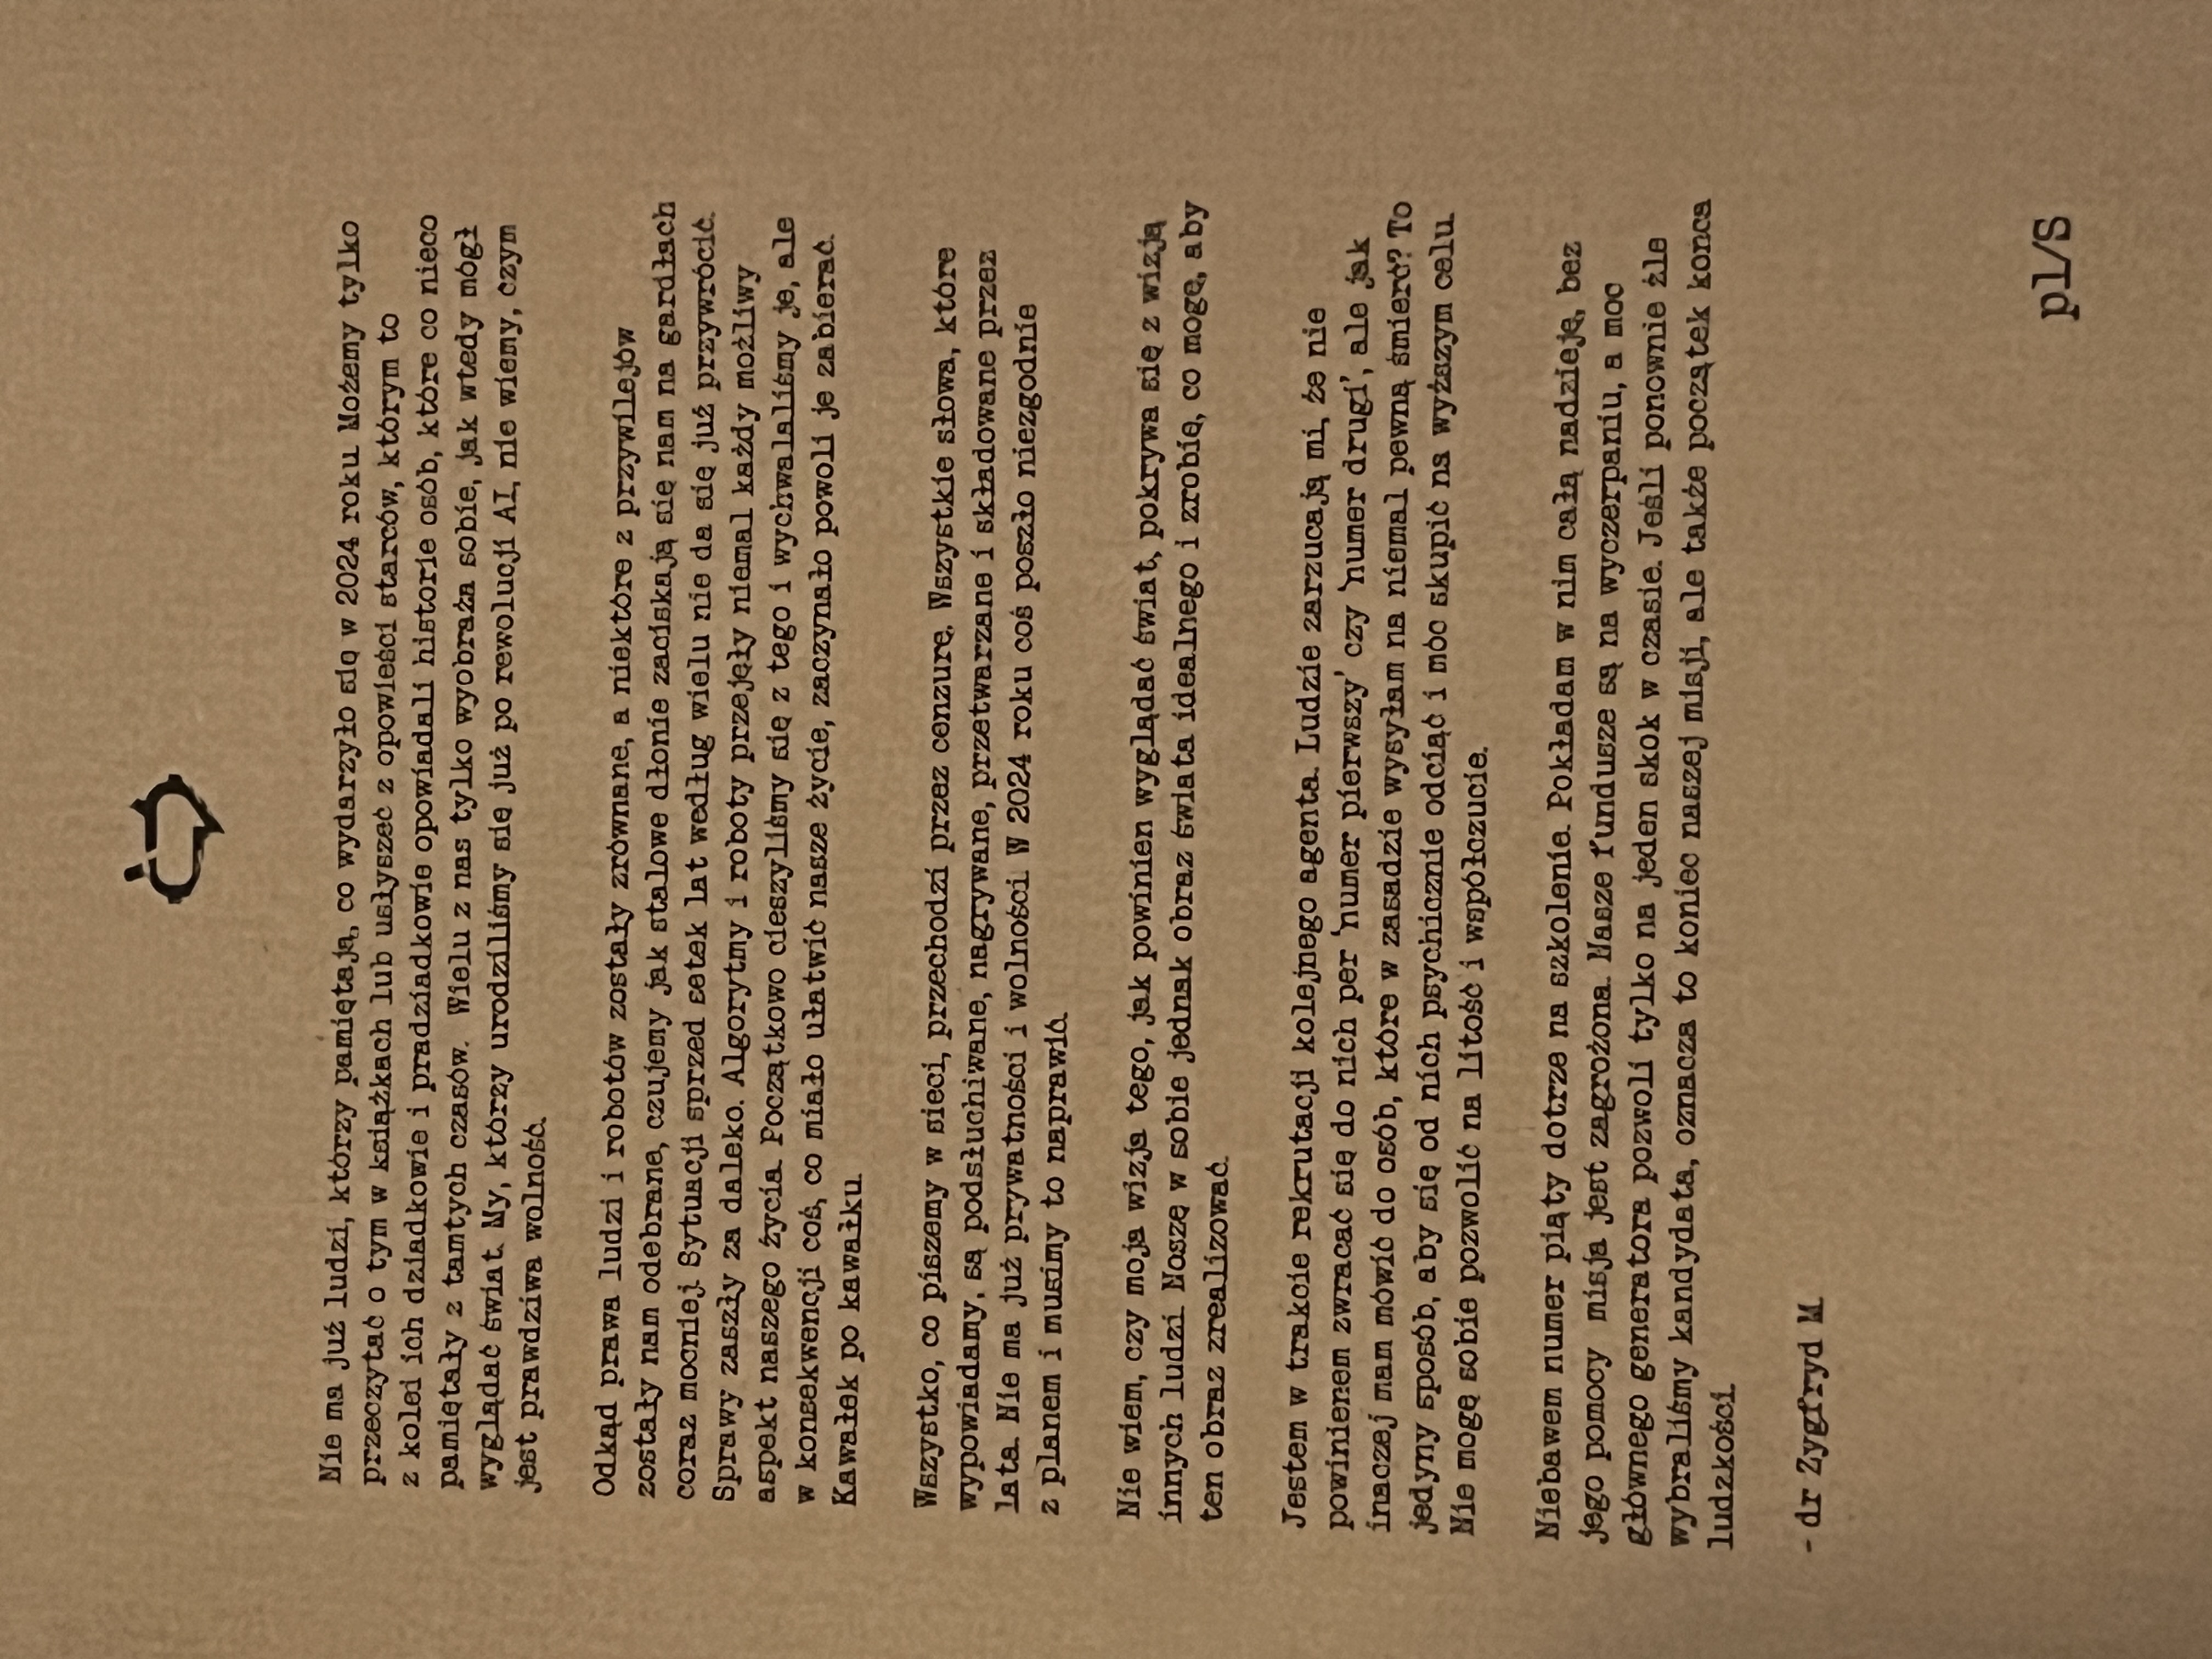 Nie ma już ludzi, którzy pamiętają, co wydarzyło się w 2024 roku. Możemy tylko
przeczytać o tym w książkach lub usłyszeć z opowieści starców, którym to
z kolei ich dziadkowie i pradziadkowie opowiadali historie osób, które co nieco
pamiętały z tamtych czasów. Wielu z nas tylko wyobraża sobie, jak wtedy mógł
wyglądać świat. My, którzy urodziliśmy się już po rewolucji AI, nie wiemy, czym
jest prawdziwa wolność.
Odkąd prawa ludzi i robotów zostały zrównane, a niektóre z przywilejów
zostały nam odebrane, czujemy jak stalowe dłonie zaciskają się nam na gardłach
coraz mocniej. Sytuacji sprzed setek lat według wielu nie da się już przywrócić.
Sprawy zaszły za daleko. Algorytmy i roboty przejęły niemal każdy możliwy
aspekt naszego życia. Początkowo cieszyliśmy się z tego i wychwalaliśmy je, ale
w konsekwencji coś, co miało ułatwić nasze życie, zaczynało powoli je zabierać.
Kawałek po kawałku.
Wszystko, co piszemy w sieci, przechodzi przez cenzurę. Wszystkie słowa, które
wypowiadamy, są podsłuchiwane, nagrywane, przetwarzane i składowane przez
lata. Nie ma już prywatności i wolności. W 2024 roku coś poszło niezgodnie
z planem i musimy to naprawić.
Nie wiem, czy moja wizja tego, jak powinien wyglądać świat, pokrywa się z wizją
innych ludzi. Noszę w sobie jednak obraz świata idealnego i zrobię, co mogę, aby
ten obraz zrealizować.
Jestem w trakcie rekrutacji kolejnego agenta. Ludzie zarzucają mi, że nie
powinienem zwracać się do nich per 'numer pierwszy' czy 'numer drugi', ale jak
inaczej mam mówić do osób, które w zasadzie wysyłam na niemal pewną śmierć? To
jedyny sposób, aby się od nich psychicznie odciąć i móc skupić na wyższym celu.
Nie mogę sobie pozwolić na litość i współczucie.
Niebawem numer piąty dotrze na szkolenie. Pokładam w nim całą nadzieję, bez
jego pomocy misja jest zagrożona. Nasze fundusze są na wyczerpaniu, a moc
głównego generatora pozwoli tylko na jeden skok w czasie. Jeśli ponownie źle
wybraliśmy kandydata, oznacza to koniec naszej misji, ale także początek końca
ludzkości.
- dr Zygfryd M.
pl/S